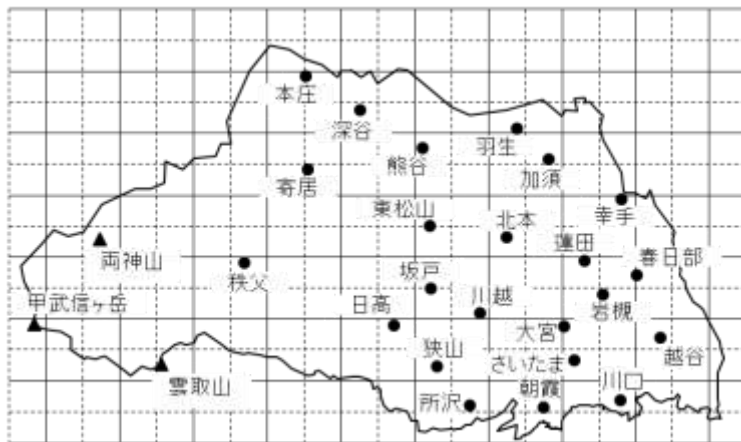 本庄
深谷
羽生
熊谷
加須
寄居
東松山
北本
幸手
両神山
蓮田
春日部
秩父
坂戸
甲武信ヶ岳
日高
川越
岩槻
大宮
狭山
越谷
さいたま
雲取山
川口
所沢
朝霞